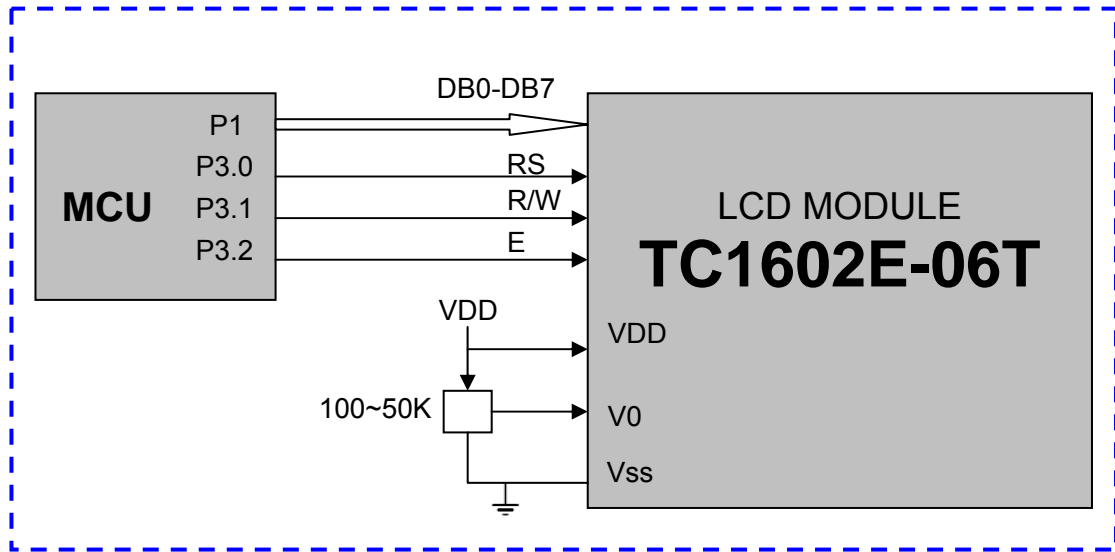 DB0-DB7
P1
P3.0
RS
MCU
P3.1
R/W
P3.2
E
LCD MODULE
TC1602E-06T
VDD
VDD
100~50K
V0
Vss